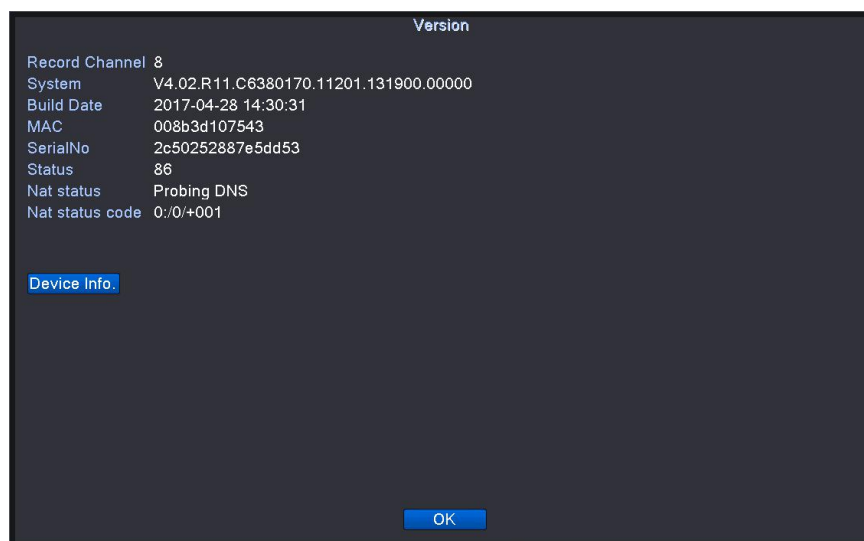 Version
Record Channel 8
System V4.02.R11.C6380170.11201.131900.00000
Build Date 2017-04-28 14:30:31
MAC 008b3d107543
SerialNo 2c50252887e5dd53
Status 86
Nat status Probing DNS
Nat status code 0:/0/+001
Device Info.
OK